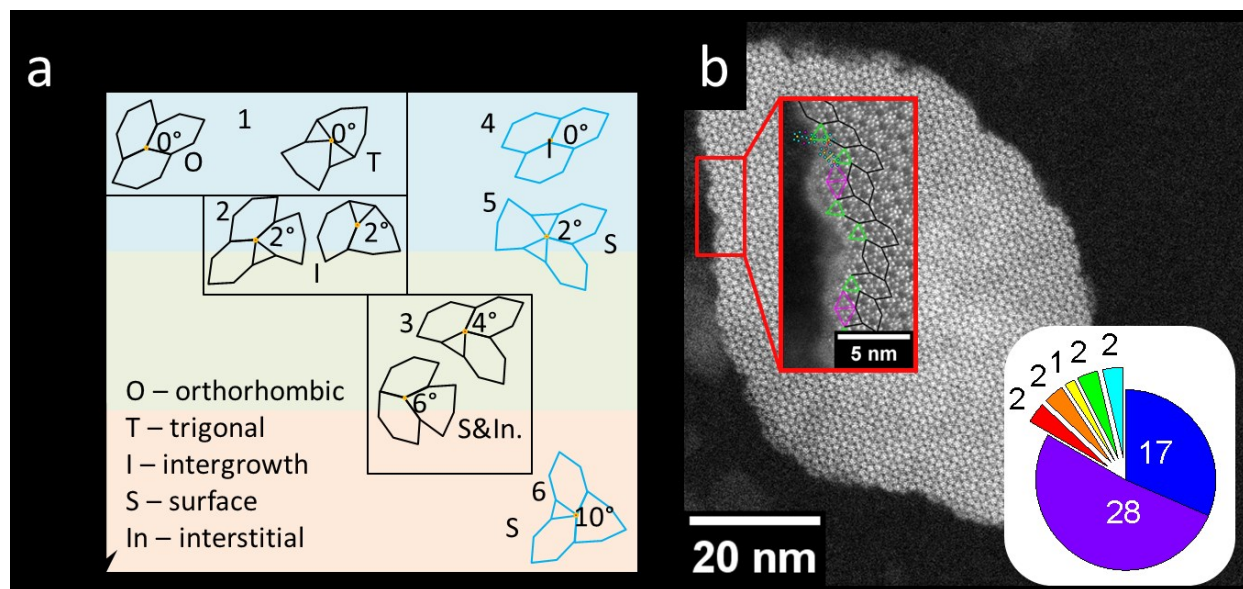 a
1
0°
O
0°
T
4
I
0°
2
2°
I
2°
5
2°
S
3
4°
6°
S&In.
O – orthorhombic
T – trigonal
I – intergrowth
S – surface
In – interstitial
6
S
10°
b
5 nm
20 nm
2
2
1
2
2
17
28